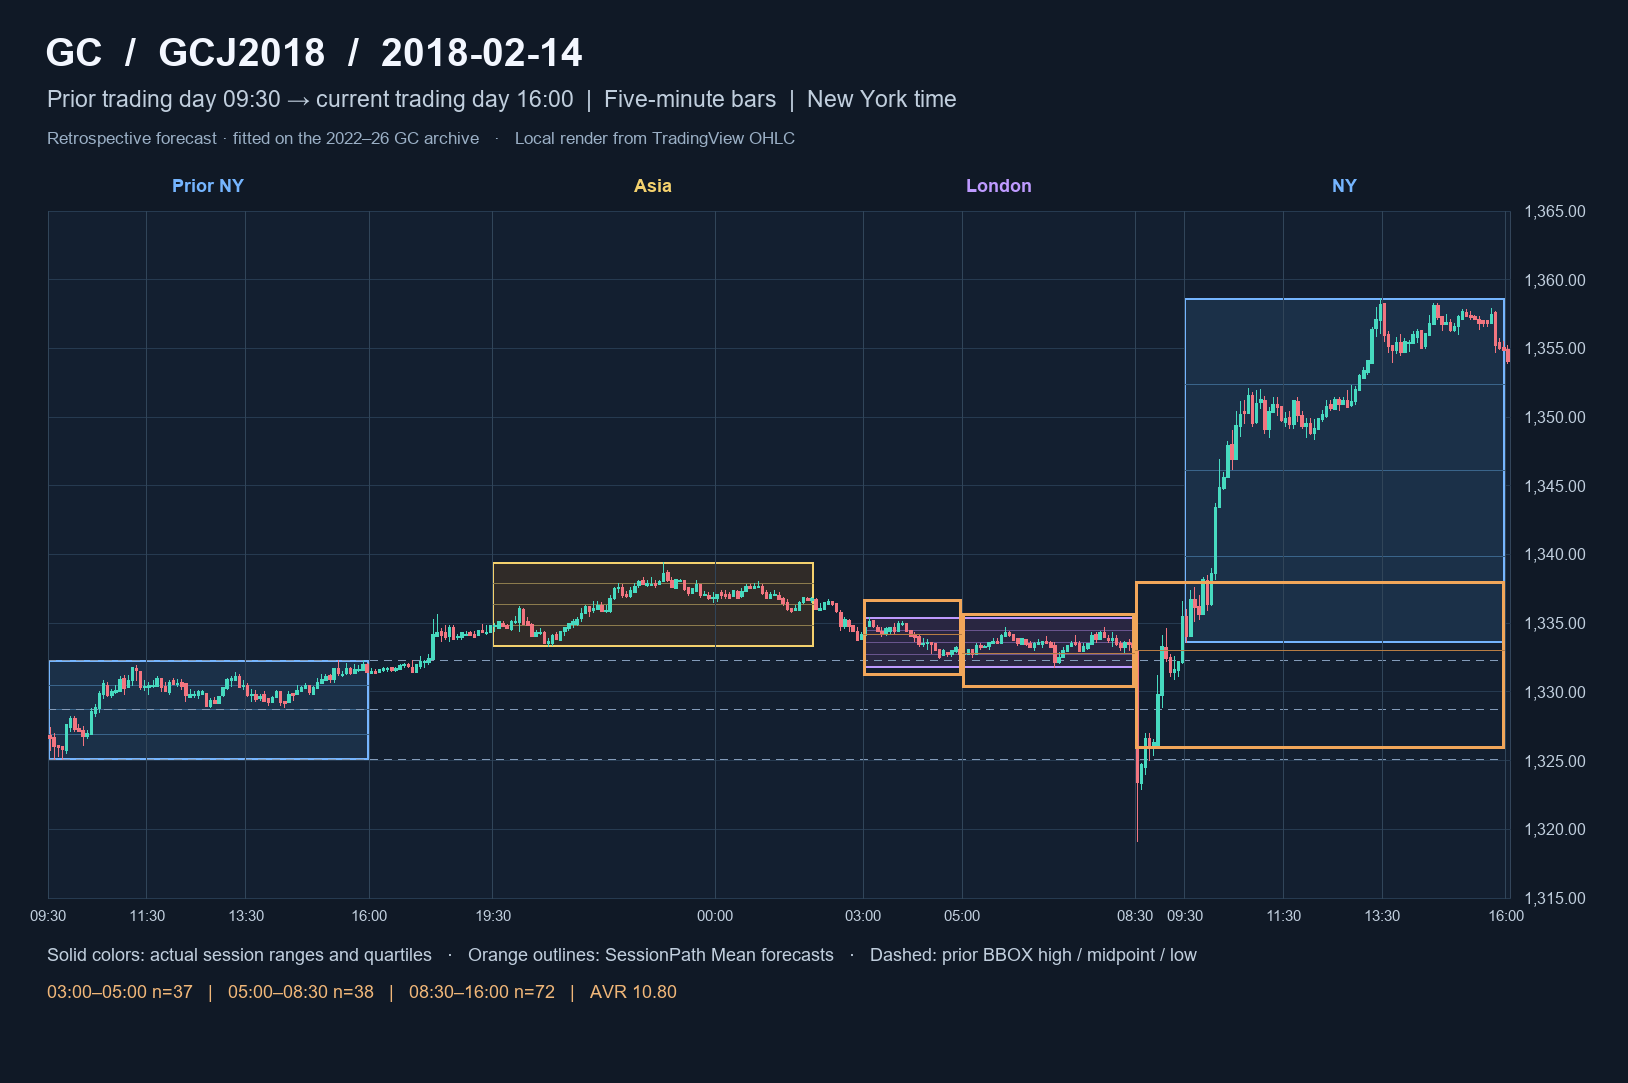 GC / GCJ2018 / 2018-02-14
Prior trading day 09:30 → current trading day 16:00 | Five-minute bars | New York time
Retrospective forecast · fitted on the 2022–26 GC archive · Local render from TradingView OHLC
Prior NY Asia London NY
1,365.00
1,360.00
1,355.00
1,350.00
1,345.00
1,340.00
1,335.00
1,330.00
1,325.00
1,320.00
1,315.00
09:30 11:30 13:30 16:00 19:30 00:00 03:00 05:00 08:30 09:30 11:30 13:30 16:00
Solid colors: actual session ranges and quartiles · Orange outlines: SessionPath Mean forecasts · Dashed: prior BBOX high / midpoint / low
03:00–05:00 n=37 | 05:00–08:30 n=38 | 08:30–16:00 n=72 | AVR 10.80